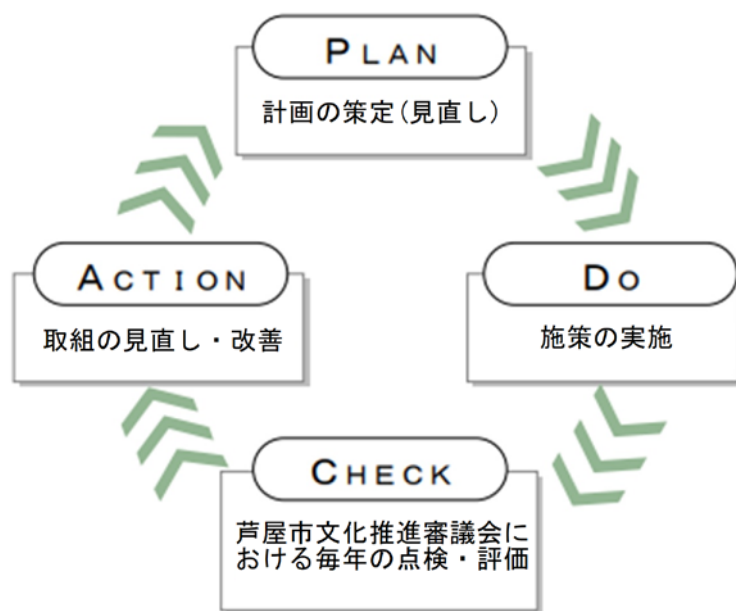 PLAN
計画の策定(見直し)
DO
施策の実施
CHECK
芦屋市文化推進審議会に
おける毎年の点検・評価
ACTION
取組の見直し・改善